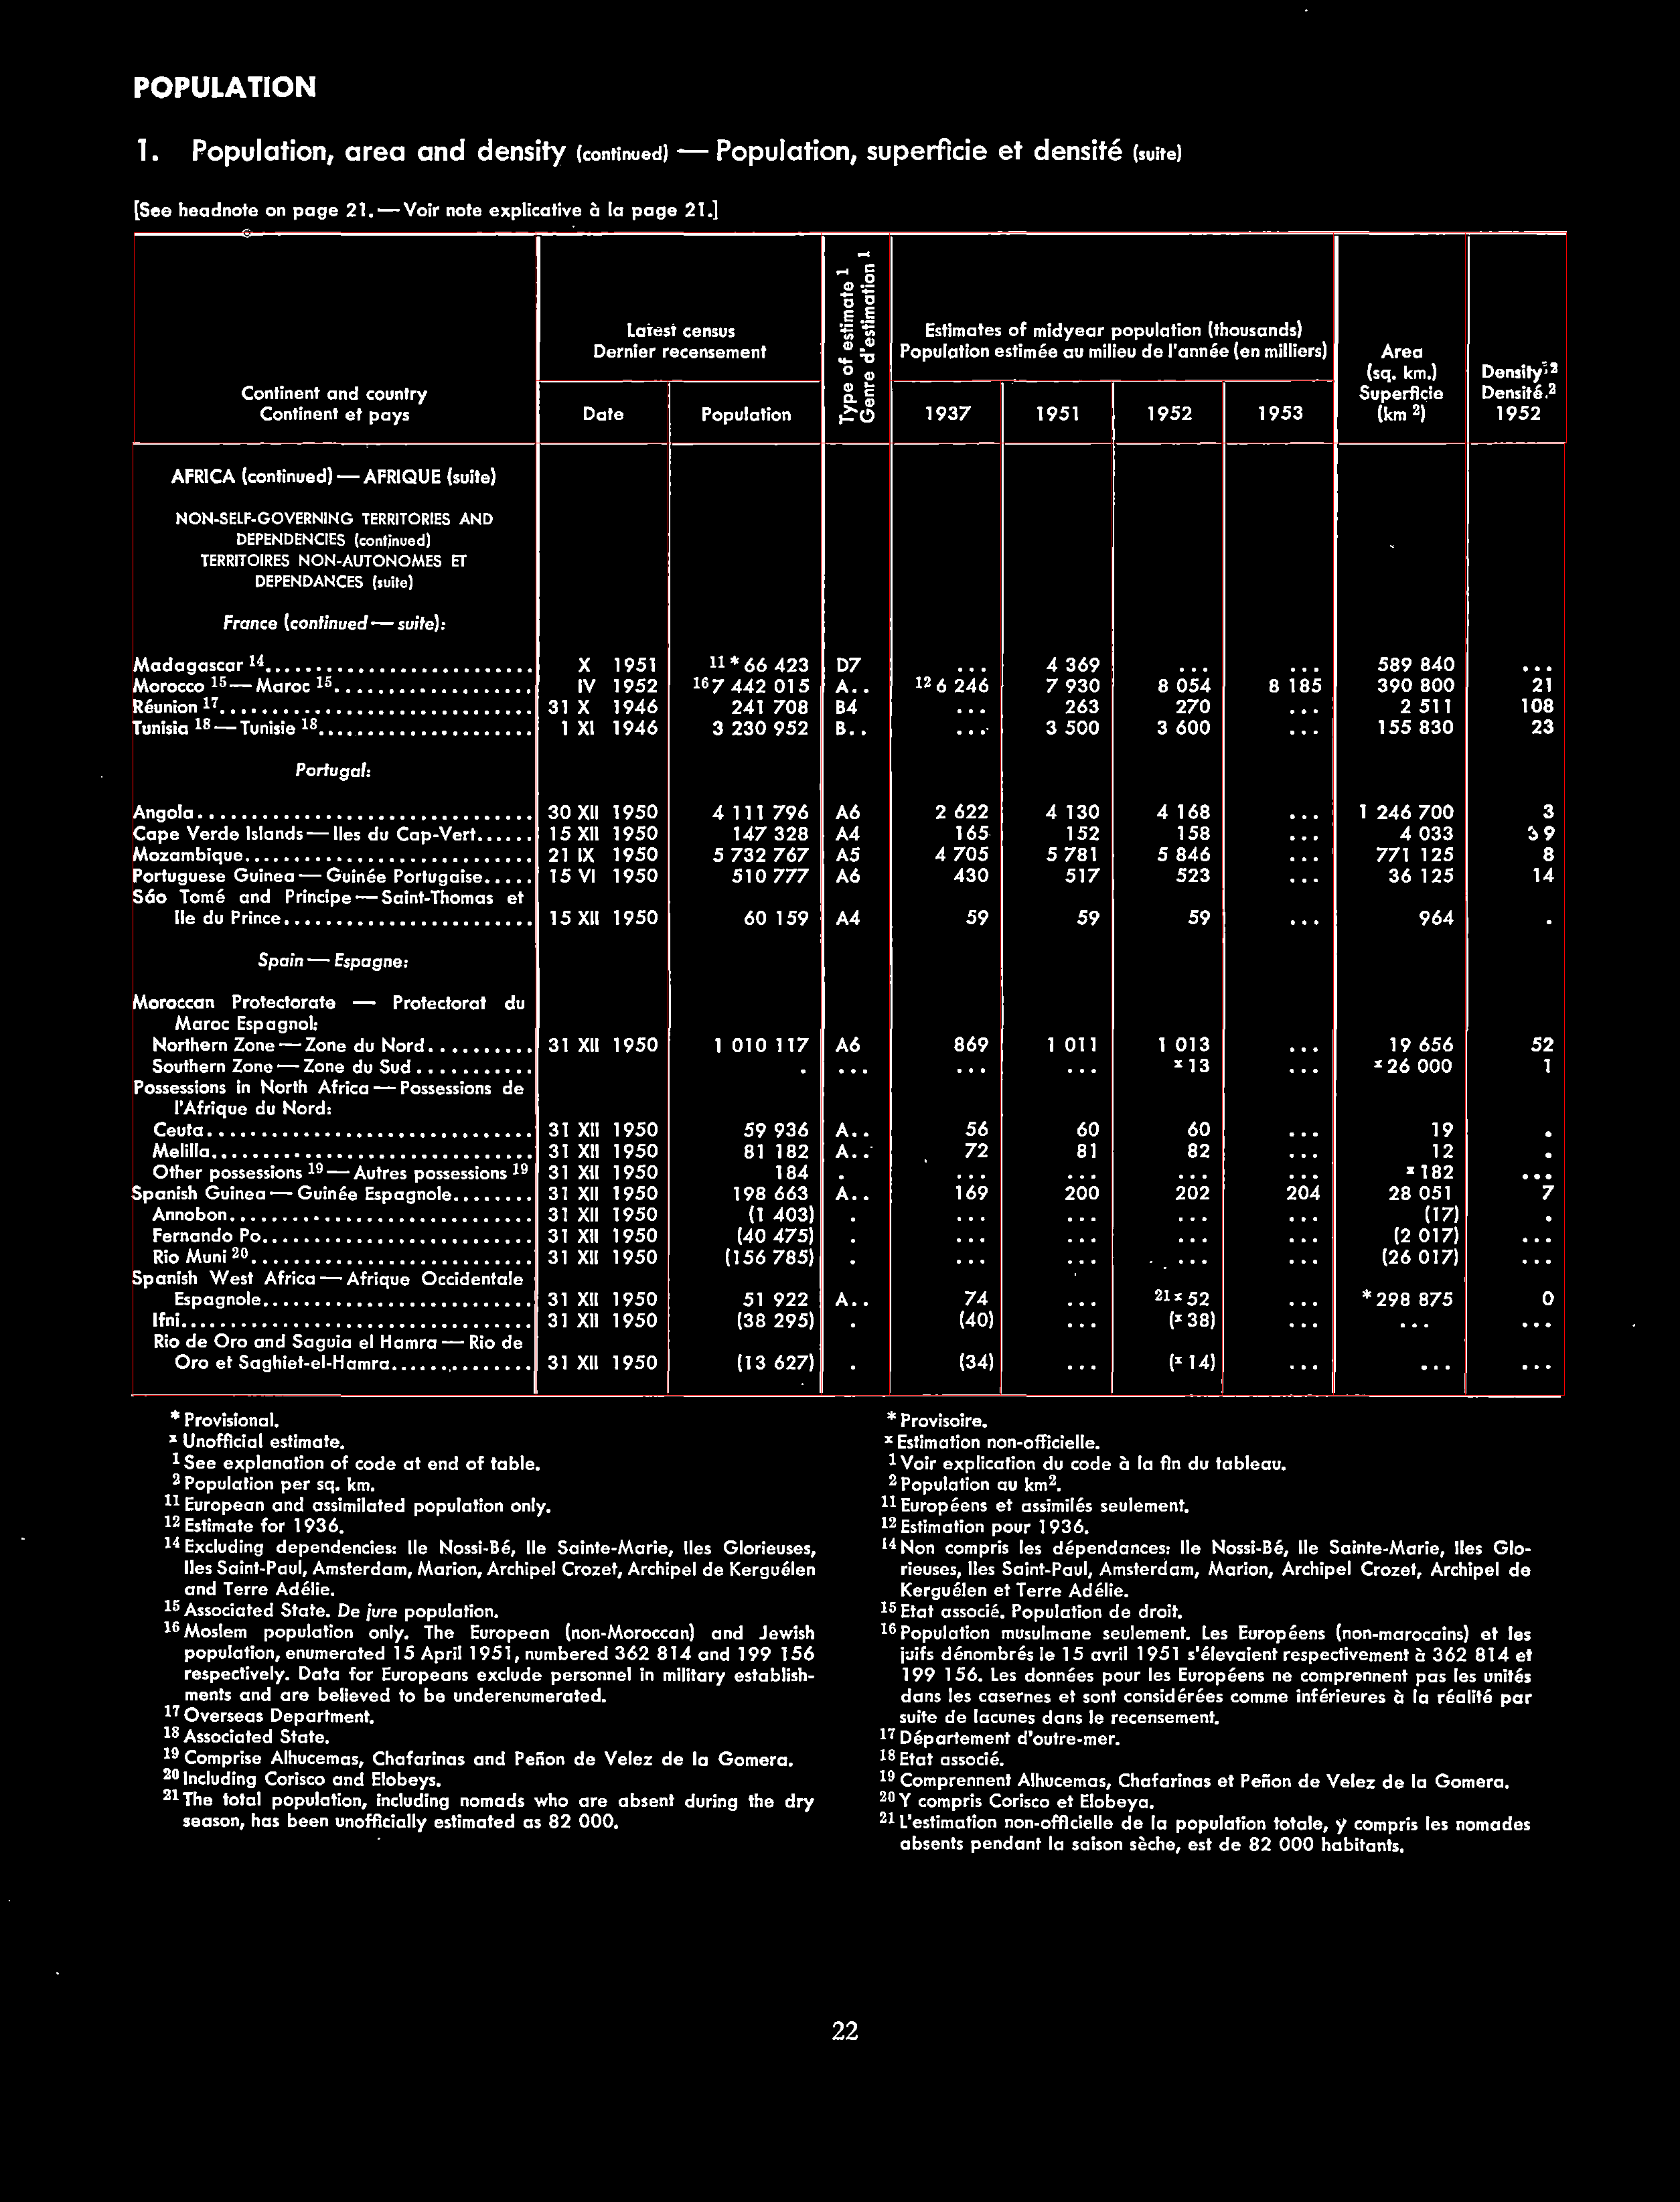 POPULATION
1. Population, area and density (continued) — Population, superficie et densité (suite)
[See headnote on page 21.—Voir note explicative à la page 21.]
Continent and country
Continent et pays
Latest census
Dernier recensement
Date
Population
Type of estimate 1
Genre d'estimation 1
Estimates of midyear population (thousands)
Population estimée au milieu de l'année (en milliers)
1937 1951 1952 1953
Area
(sq. km.)
Superficie
(km 2)
Density 2
Densité 2
1952
AFRICA (continued) — AFRIQUE (suite)
NON-SELF-GOVERNING TERRITORIES AND
DEPENDENCIES (continued)
TERRITOIRES NON-AUTONOMES ET
DEPENDANCES (suite)
France (continued — suite):
Madagascar 14 X 1951 11 * 66 423 D7 ... 4 369 ... ... 589 840 ...
Morocco 15—Maroc 15 IV 1952 16 7 442 015 A.. 12 6 246 7 930 8 054 8 185 390 800 21
Réunion 17 31 X 1946 241 708 B4 ... 263 270 ... 2 511 108
Tunisia 18—Tunisie 18 1 XI 1946 3 230 952 B.. ... 3 500 3 600 ... 155 830 23
Portugal:
Angola 30 XII 1950 4 111 796 A6 2 622 4 130 4 168 ... 1 246 700 3
Cape Verde Islands—Iles du Cap-Vert 15 XII 1950 147 328 A4 165 152 158 ... 4 033 39
Mozambique 21 IX 1950 5 732 767 A5 4 705 5 781 5 846 ... 771 125 8
Portuguese Guinea—Guinée Portugaise 15 VI 1950 510 777 A6 430 517 523 ... 36 125 14
Sáo Tomé and Principe—Saint-Thomas et
Ile du Prince 15 XII 1950 60 159 A4 59 59 59 ... 964 .
Spain — Espagne:
Moroccan Protectorate — Protectorat du
Maroc Espagnol:
Northern Zone — Zone du Nord 31 XII 1950 1 010 117 A6 869 1 011 1 013 ... 19 656 52
Southern Zone — Zone du Sud . ... ... ... x 13 ... x 26 000 1
Possessions in North Africa — Possessions de
l'Afrique du Nord:
Ceuta 31 XII 1950 59 936 A.. 56 60 60 ... 19 .
Melilla 31 XII 1950 81 182 A.. 72 81 82 ... 12 .
Other possessions 19—Autres possessions 19 31 XII 1950 184 . ... ... ... ... x 182 ...
Spanish Guinea — Guinée Espagnole 31 XII 1950 198 663 A.. 169 200 202 204 28 051 7
Annobon 31 XII 1950 (1 403) . ... ... ... ... (17) .
Fernando Po 31 XII 1950 (40 475) . ... ... ... ... (2 017) ...
Rio Muni 20 31 XII 1950 (156 785) . ... ... ... ... (26 017) ...
Spanish West Africa — Afrique Occidentale
Espagnole 31 XII 1950 51 922 A.. 74 ... 21 x 52 ... * 298 875 0
Ifni 31 XII 1950 (38 295) . (40) ... (x 38) ... ... ...
Rio de Oro and Saguia el Hamra — Rio de
Oro et Saghiet-el-Hamra 31 XII 1950 (13 627) . (34) ... (x 14) ... ... ...
* Provisional.
x Unofficial estimate.
1 See explanation of code at end of table.
2 Population per sq. km.
11 European and assimilated population only.
12 Estimate for 1936.
14 Excluding dependencies: Ile Nossi-Bé, Ile Sainte-Marie, Iles Glorieuses,
Iles Saint-Paul, Amsterdam, Marion, Archipel Crozet, Archipel de Kerguélen
and Terre Adélie.
15 Associated State. De jure population.
16 Moslem population only. The European (non-Moroccan) and Jewish
population, enumerated 15 April 1951, numbered 362 814 and 199 156
respectively. Data for Europeans exclude personnel in military establish-
ments and are believed to be underenumerated.
17 Overseas Department.
18 Associated State.
19 Comprise Alhucemas, Chafarinas and Peñon de Velez de la Gomera.
20 Including Corisco and Elobeys.
21 The total population, including nomads who are absent during the dry
season, has been unofficially estimated as 82 000.
* Provisoire.
x Estimation non-officielle.
1 Voir explication du code à la fin du tableau.
2 Population au km2.
11 Européens et assimilés seulement.
12 Estimation pour 1936.
14 Non compris les dépendances: Ile Nossi-Bé, Ile Sainte-Marie, Iles Glo-
rieuses, Iles Saint-Paul, Amsterdam, Marion, Archipel Crozet, Archipel de
Kerguélen et Terre Adélie.
15 Etat associé. Population de droit.
16 Population musulmane seulement. Les Européens (non-marocains) et les
juifs dénombrés le 15 avril 1951 s'élevaient respectivement à 362 814 et
199 156. Les données pour les Européens ne comprennent pas les unités
dans les casernes et sont considérées comme inférieures à la réalité par
suite de lacunes dans le recensement.
17 Département d'outre-mer.
18 Etat associé.
19 Comprennent Alhucemas, Chafarinas et Peñon de Velez de la Gomera.
20 Y compris Corisco et Elobeya.
21 L'estimation non-officielle de la population totale, y compris les nomades
absents pendant la saison sèche, est de 82 000 habitants.
22